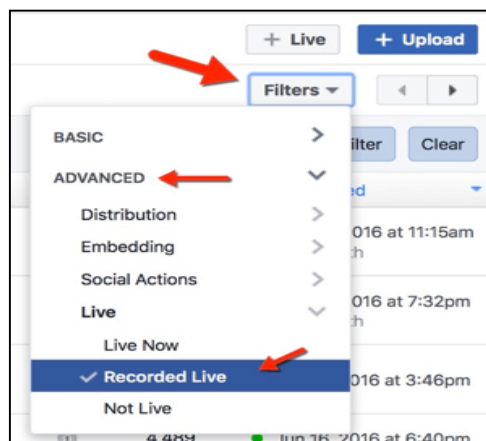 + Live + Upload
Filters
BASIC
ilter Clear
ADVANCED
ed
Distribution
016 at 11:15am
Embedding
th
Social Actions
Live
016 at 7:32pm
th
Live Now
Recorded Live
016 at 3:46pm
Not Live
4 489 Jun 16, 2016 at 6:40pm